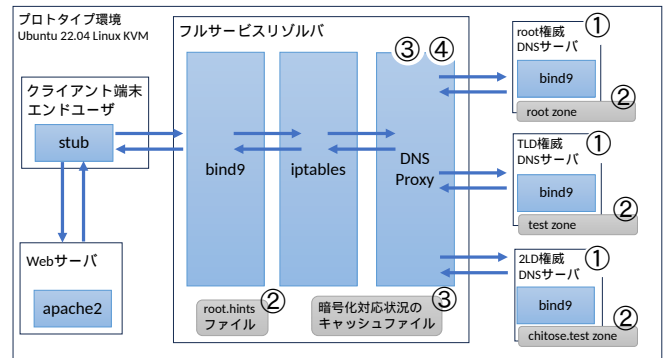 プロトタイプ環境
Ubuntu 22.04 Linux KVM
クライアント端末
エンドユーザ
stub
Webサーバ
apache2
フルサービスリゾルバ
bind9
iptables
③ ④
DNS
Proxy
root.hints
ファイル
②
暗号化対応状況の
キャッシュファイル
③
root権威
DNSサーバ
①
bind9
②
root zone
TLD権威
DNSサーバ
①
bind9
②
test zone
2LD権威
DNSサーバ
①
bind9
②
chitose.test zone